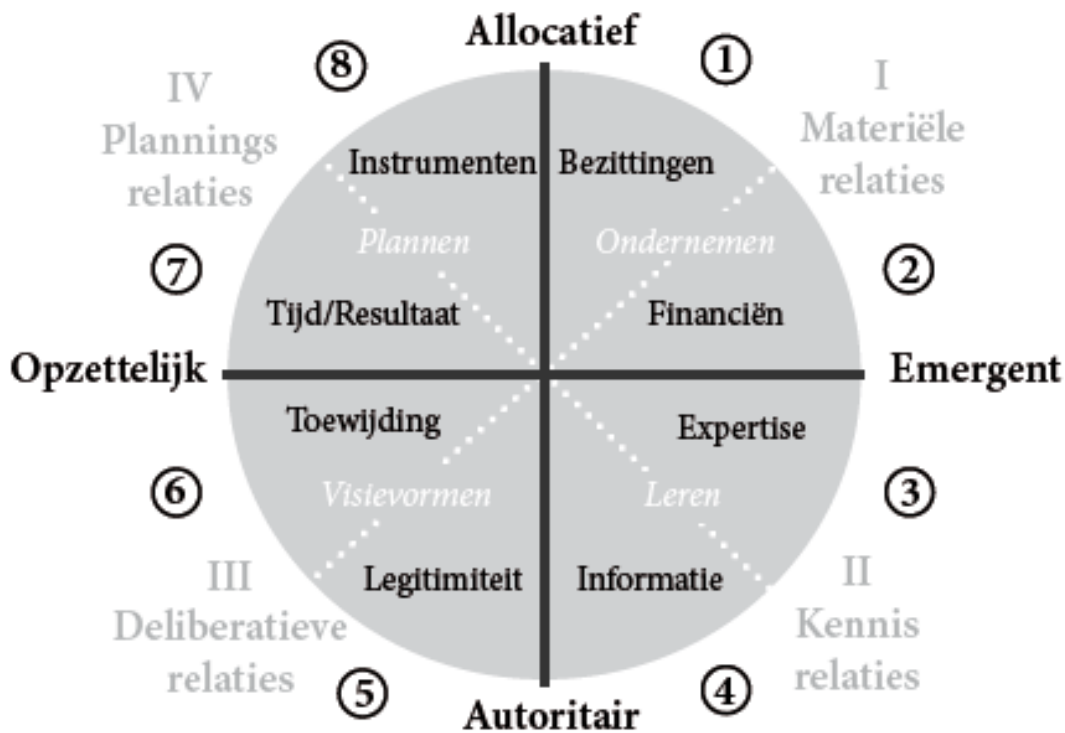 Allocatief
⑧
①
IV
Plannings
relaties
I
Materiële
relaties
Instrumenten
Bezittingen
Plannen
Ondernemen
⑦
②
Tijd/Resultaat
Financiën
Opzettelijk
Emergent
Toewijding
Expertise
⑥
③
Visievormen
Leren
III
Deliberatieve
relaties
II
Kennis
relaties
Legitimiteit
Informatie
⑤
④
Autoritair